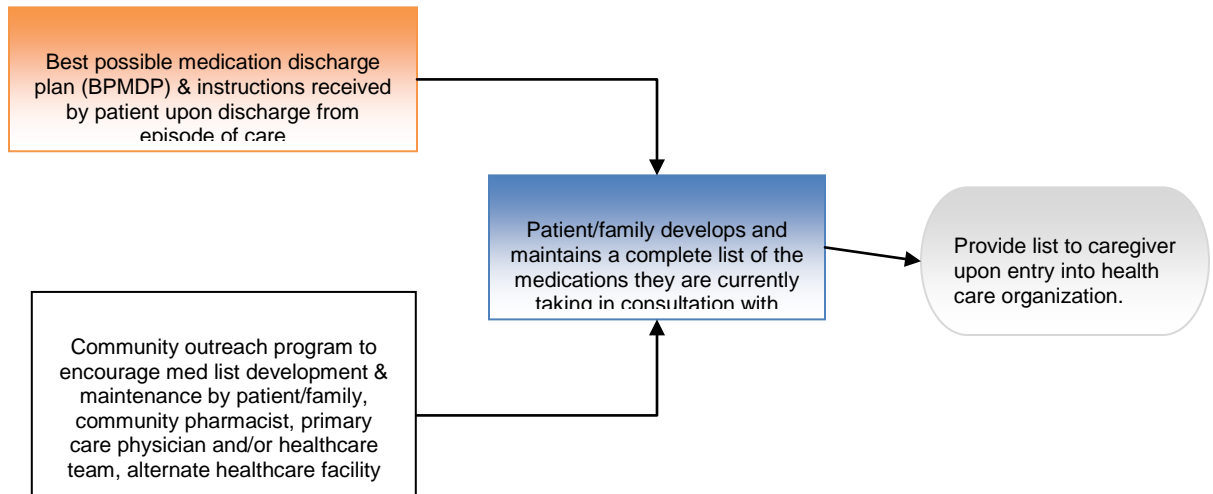 Best possible medication discharge
plan (BPMDP) & instructions received
by patient upon discharge from
episode of care
Patient/family develops and
maintains a complete list of the
medications they are currently
taking in consultation with
Provide list to caregiver
upon entry into health
care organization.
Community outreach program to
encourage med list development &
maintenance by patient/family,
community pharmacist, primary
care physician and/or healthcare
team, alternate healthcare facility